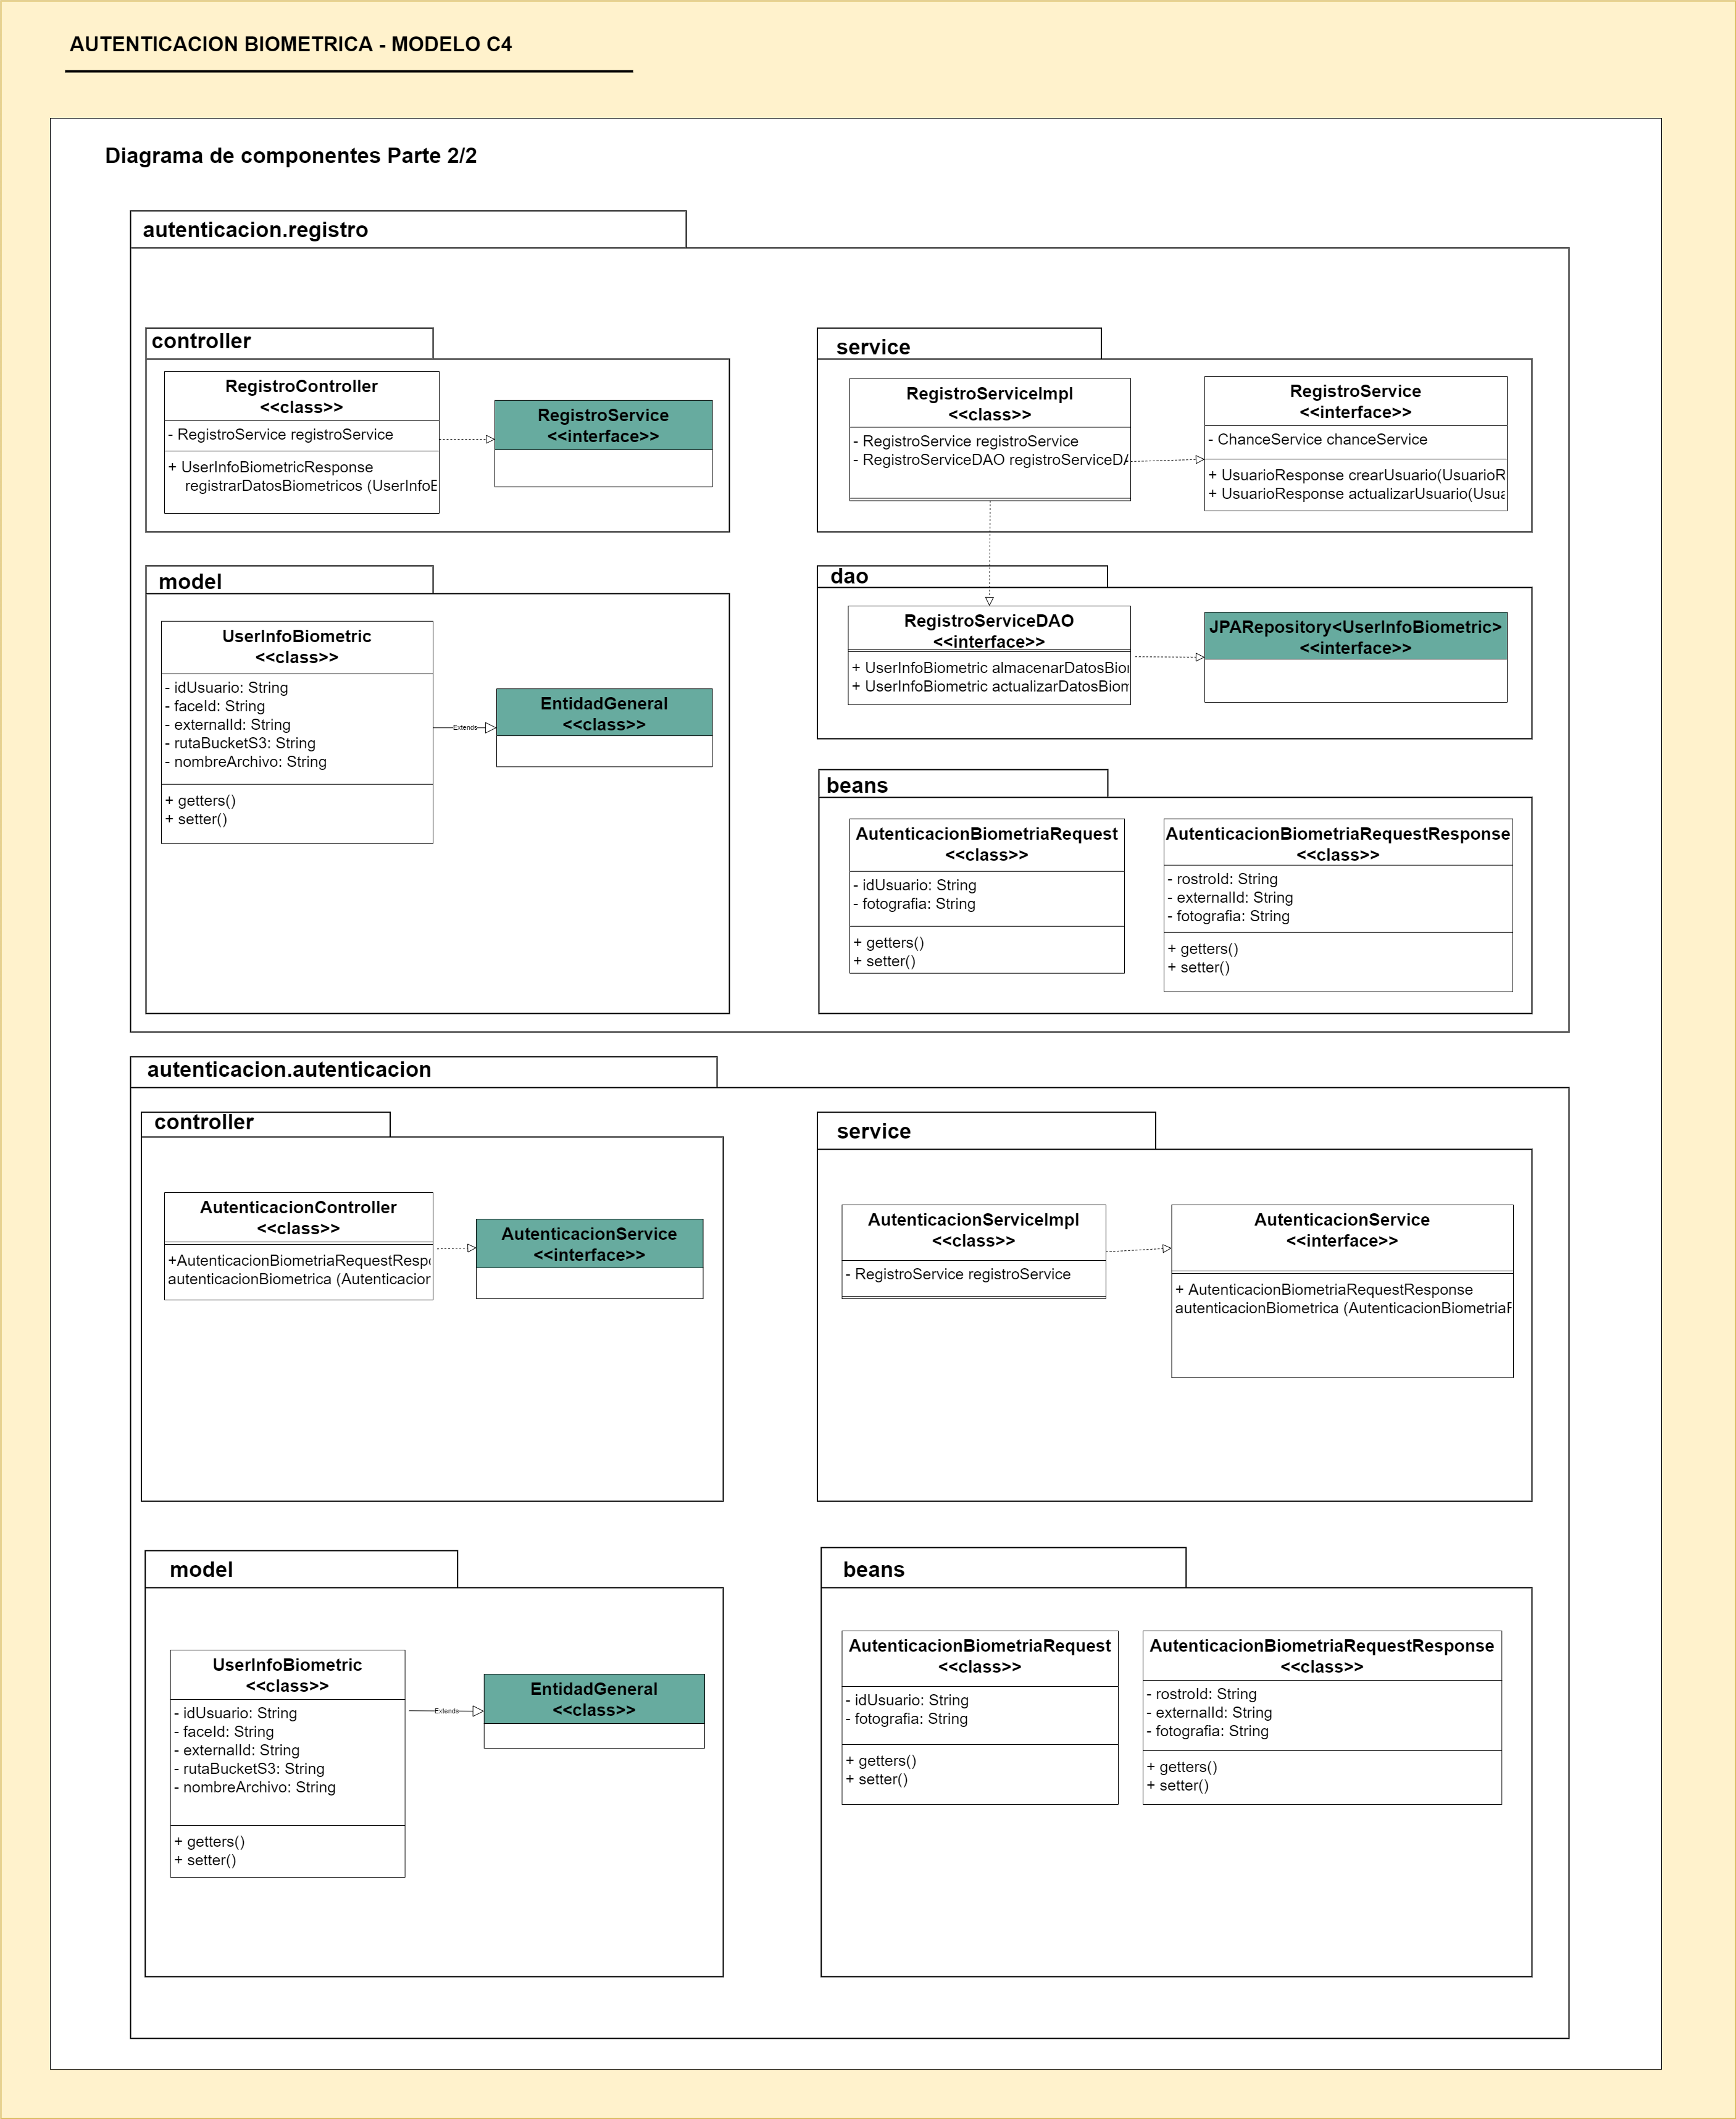 AUTENTICACION BIOMETRICA - MODELO C4
Diagrama de componentes Parte 2/2
autenticacion.registro
controller
RegistroController
<<class>>
- RegistroService registroService
+ UserInfoBiometricResponse
registrarDatosBiometricos (UserInfoE
RegistroService
<<interface>>
service
RegistroServiceImpl
<<class>>
- RegistroService registroService
- RegistroServiceDAO registroServiceDA
RegistroService
<<interface>>
- ChanceService chanceService
+ UsuarioResponse crearUsuario(UsuarioR
+ UsuarioResponse actualizarUsuario(Usua
model
UserInfoBiometric
<<class>>
- idUsuario: String
- faceId: String
- externalId: String
- rutaBucketS3: String
- nombreArchivo: String
+ getters()
+ setter()
Extends
EntidadGeneral
<<class>>
dao
RegistroServiceDAO
<<interface>>
+ UserInfoBiometric almacenarDatosBion
+ UserInfoBiometric actualizarDatosBiom
JPARepository<UserInfoBiometric>
<<interface>>
beans
AutenticacionBiometriaRequest
<<class>>
- idUsuario: String
- fotografia: String
+ getters()
+ setter()
AutenticacionBiometriaRequestResponse
<<class>>
- rostroId: String
- externalId: String
- fotografia: String
+ getters()
+ setter()
autenticacion.autenticacion
controller
AutenticacionController
<<class>>
+AutenticacionBiometriaRequestRespo
autenticacionBiometrica (Autenticacion
AutenticacionService
<<interface>>
service
AutenticacionServiceImpl
<<class>>
- RegistroService registroService
AutenticacionService
<<interface>>
+ AutenticacionBiometriaRequestResponse
autenticacionBiometrica (AutenticacionBiometriaR
model
UserInfoBiometric
<<class>>
- idUsuario: String
- faceId: String
- externalId: String
- rutaBucketS3: String
- nombreArchivo: String
+ getters()
+ setter()
Extends
EntidadGeneral
<<class>>
beans
AutenticacionBiometriaRequest
<<class>>
- idUsuario: String
- fotografia: String
+ getters()
+ setter()
AutenticacionBiometriaRequestResponse
<<class>>
- rostroId: String
- externalId: String
- fotografia: String
+ getters()
+ setter()